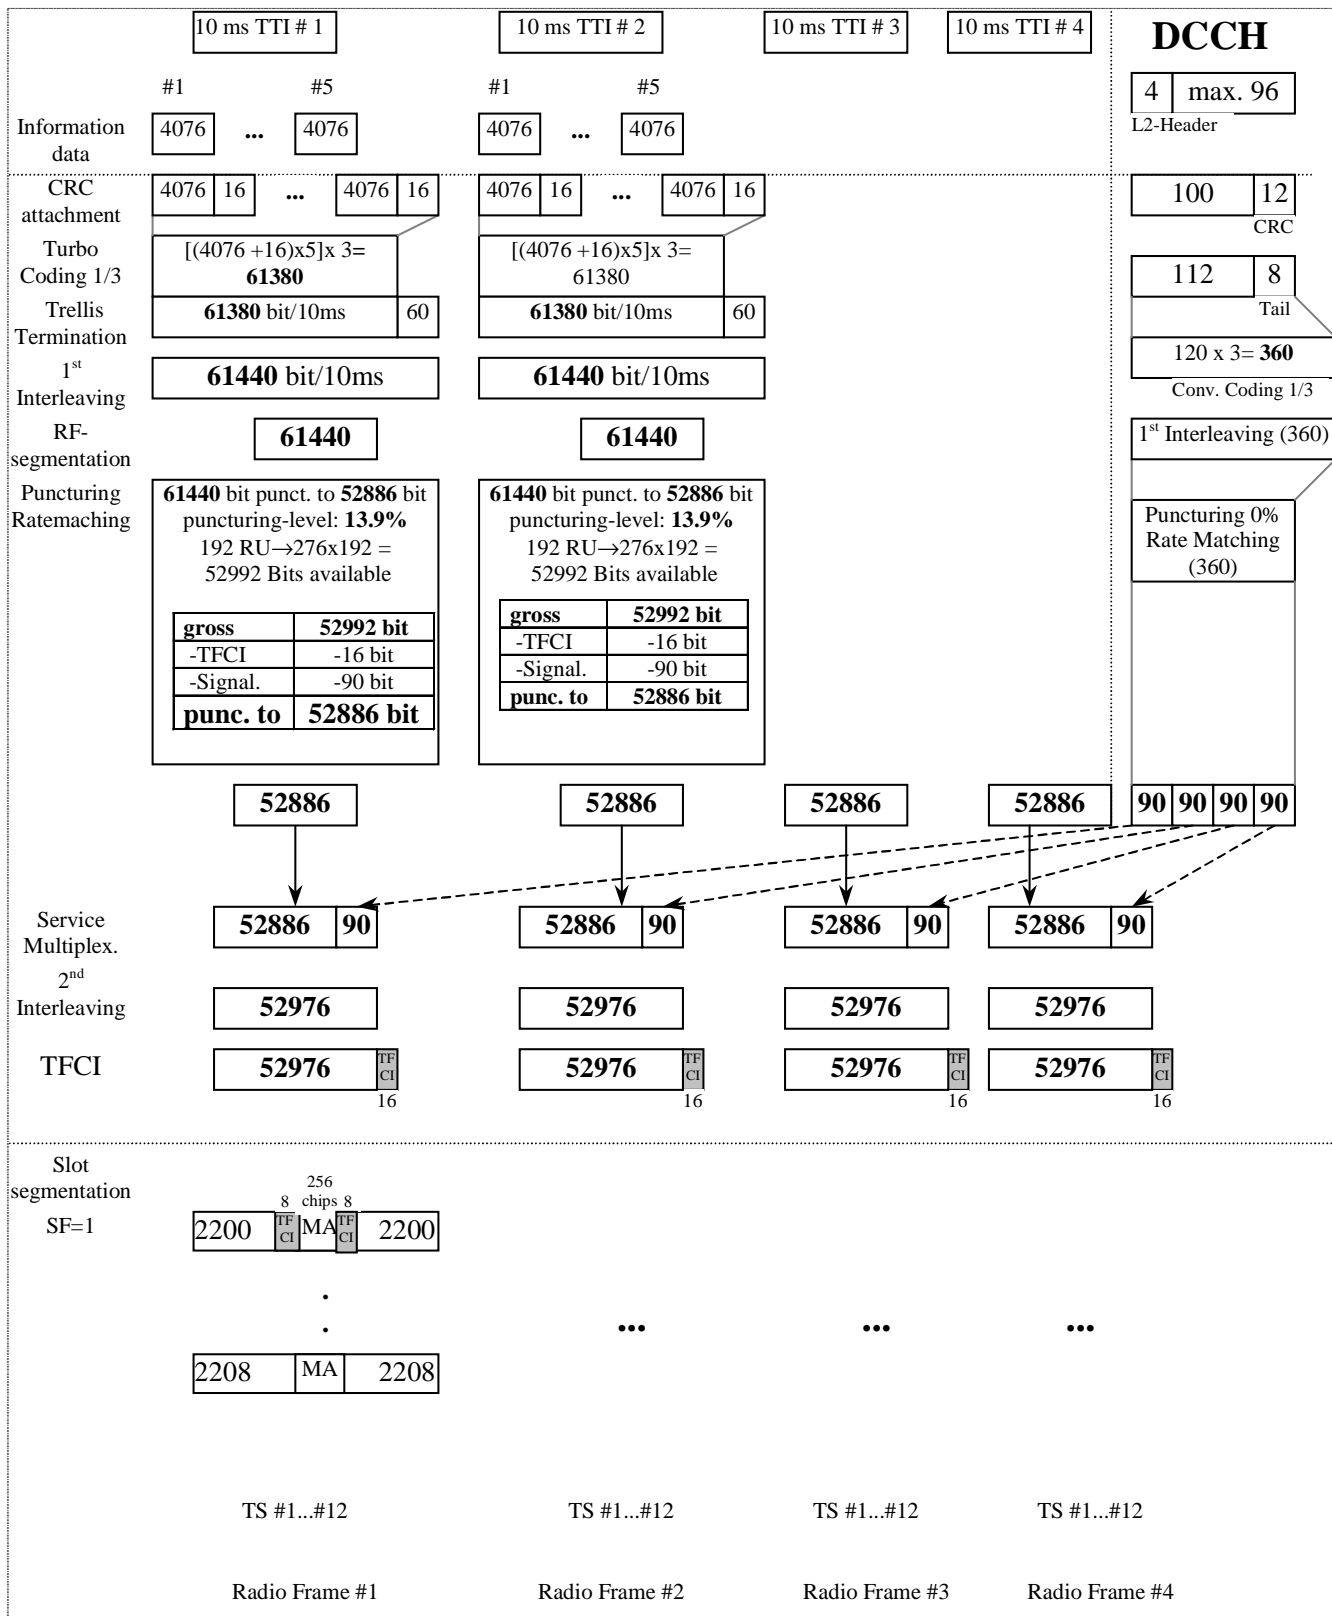 10 ms TTI # 1 10 ms TTI # 2 10 ms TTI # 3 10 ms TTI # 4 DCCH
#1 #5 #1 #5
4 max. 96
L2-Header
Information data
4076 ... 4076 4076 ... 4076
CRC attachment
4076 16 ... 4076 16 4076 16 ... 4076 16 100 12
CRC
Turbo Coding 1/3
[(4076 +16)x5]x 3=
61380
[(4076 +16)x5]x 3=
61380
112 8
Tail
Trellis Termination
61380 bit/10ms 60 61380 bit/10ms 60
120 x 3= 360
Conv. Coding 1/3
1st Interleaving
61440 bit/10ms 61440 bit/10ms
RF-segmentation
61440 61440
1st Interleaving (360)
Puncturing Ratemaching
61440 bit punct. to 52886 bit
puncturing-level: 13.9%
192 RU→276x192 =
52992 Bits available
gross 52992 bit
-TFCI -16 bit
-Signal. -90 bit
punc. to 52886 bit
61440 bit punct. to 52886 bit
puncturing-level: 13.9%
192 RU→276x192 =
52992 Bits available
gross 52992 bit
-TFCI -16 bit
-Signal. -90 bit
punc. to 52886 bit
Puncturing 0%
Rate Matching
(360)
52886 52886 52886 52886 90 90 90 90
Service Multiplex.
52886 90 52886 90 52886 90 52886 90
2nd Interleaving
52976 52976 52976 52976
TFCI
52976 TF CI 52976 TF CI 52976 TF CI 52976 TF CI
16 16 16 16
Slot segmentation
SF=1
256
8 chips 8
2200 TF CI MA TF CI 2200
.
. ... ... ...
2208 MA 2208
TS #1...#12 TS #1...#12 TS #1...#12 TS #1...#12
Radio Frame #1 Radio Frame #2 Radio Frame #3 Radio Frame #4